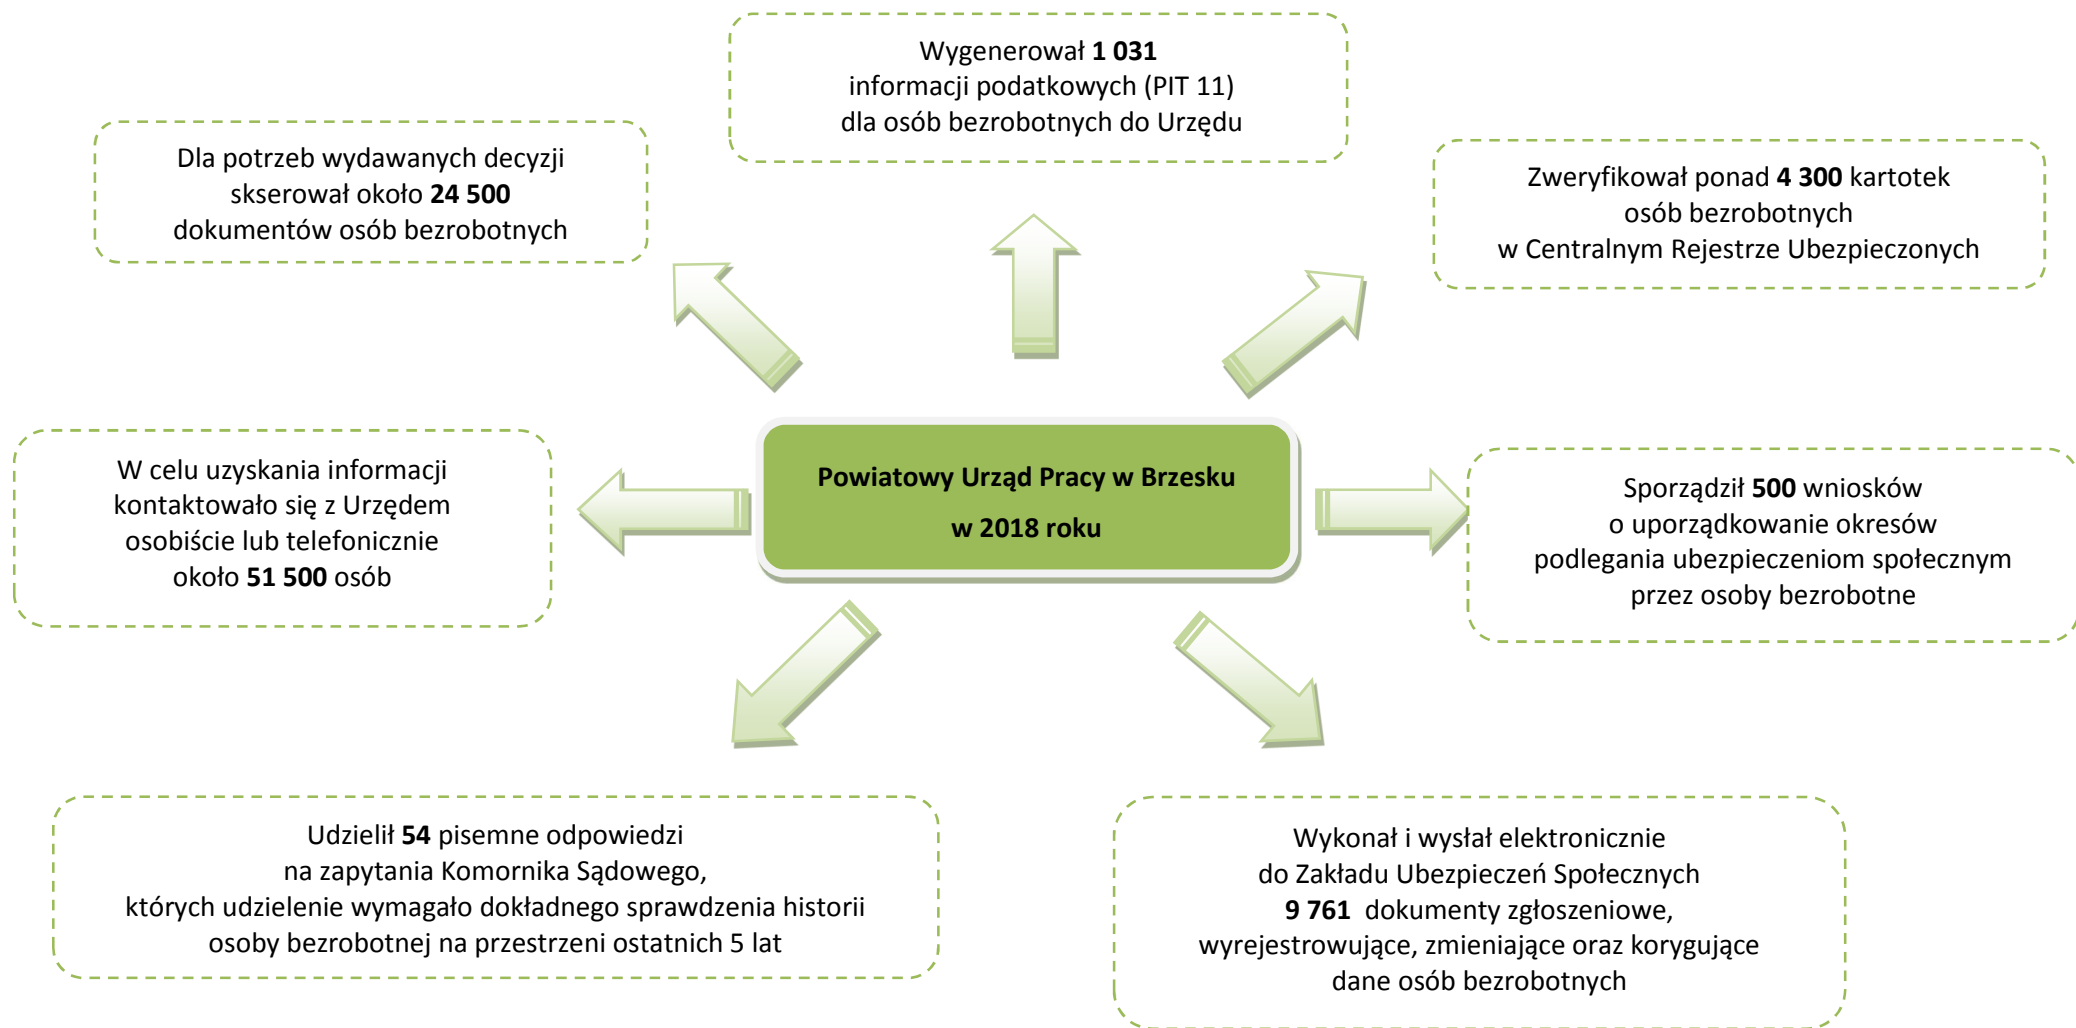 Wygenerował 1 031
informacji podatkowych (PIT 11)
dla osób bezrobotnych do Urzędu
Dla potrzeb wydawanych decyzji
skserował około 24 500
dokumentów osób bezrobotnych
Zweryfikował ponad 4 300 kartotek
osób bezrobotnych
w Centralnym Rejestrze Ubezpieczonych
W celu uzyskania informacji
kontaktowało się z Urzędem
osobiście lub telefonicznie
około 51 500 osób
Powiatowy Urząd Pracy w Brzesku
w 2018 roku
Sporządził 500 wniosków
o uporządkowanie okresów
podlegania ubezpieczeniom społecznym
przez osoby bezrobotne
Udzielił 54 pisemne odpowiedzi
na zapytania Komornika Sądowego,
których udzielenie wymagało dokładnego sprawdzenia historii
osoby bezrobotnej na przestrzeni ostatnich 5 lat
Wykonał i wysłał elektronicznie
do Zakładu Ubezpieczeń Społecznych
9 761 dokumenty zgłoszeniowe,
wyrejestrowujące, zmieniające oraz korygujące
dane osób bezrobotnych